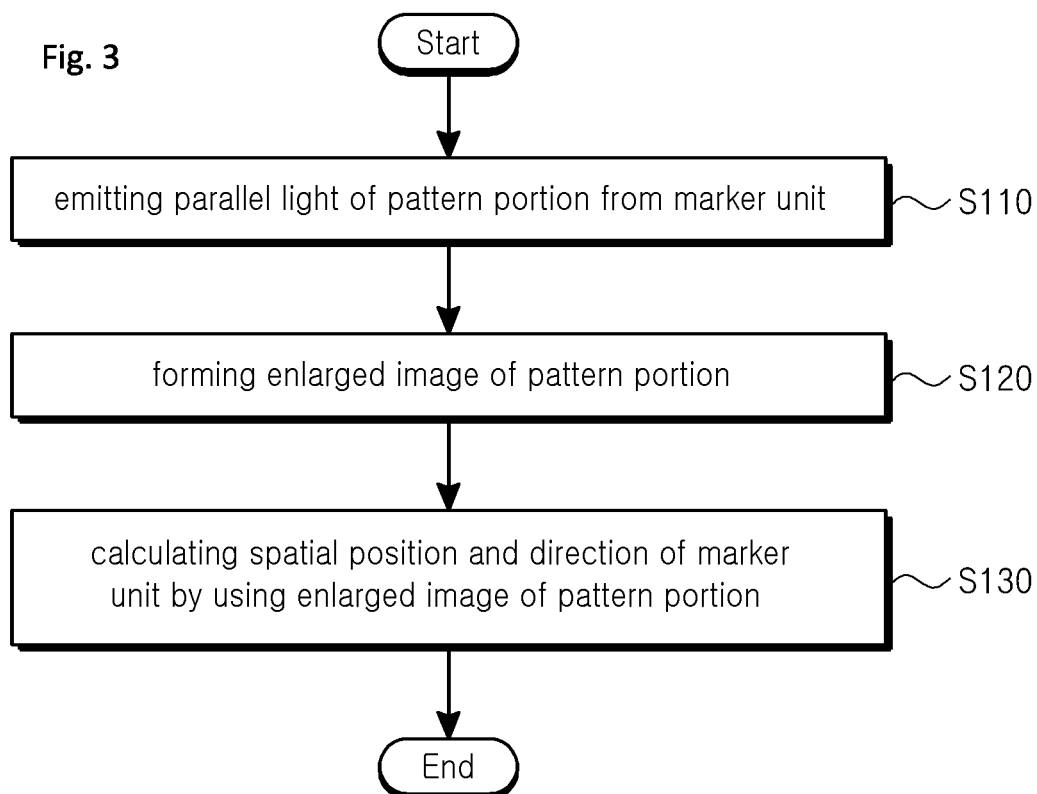 Fig. 3
Start
emitting parallel light of pattern portion from marker unit
S110
forming enlarged image of pattern portion
S120
calculating spatial position and direction of marker
unit by using enlarged image of pattern portion
S130
End